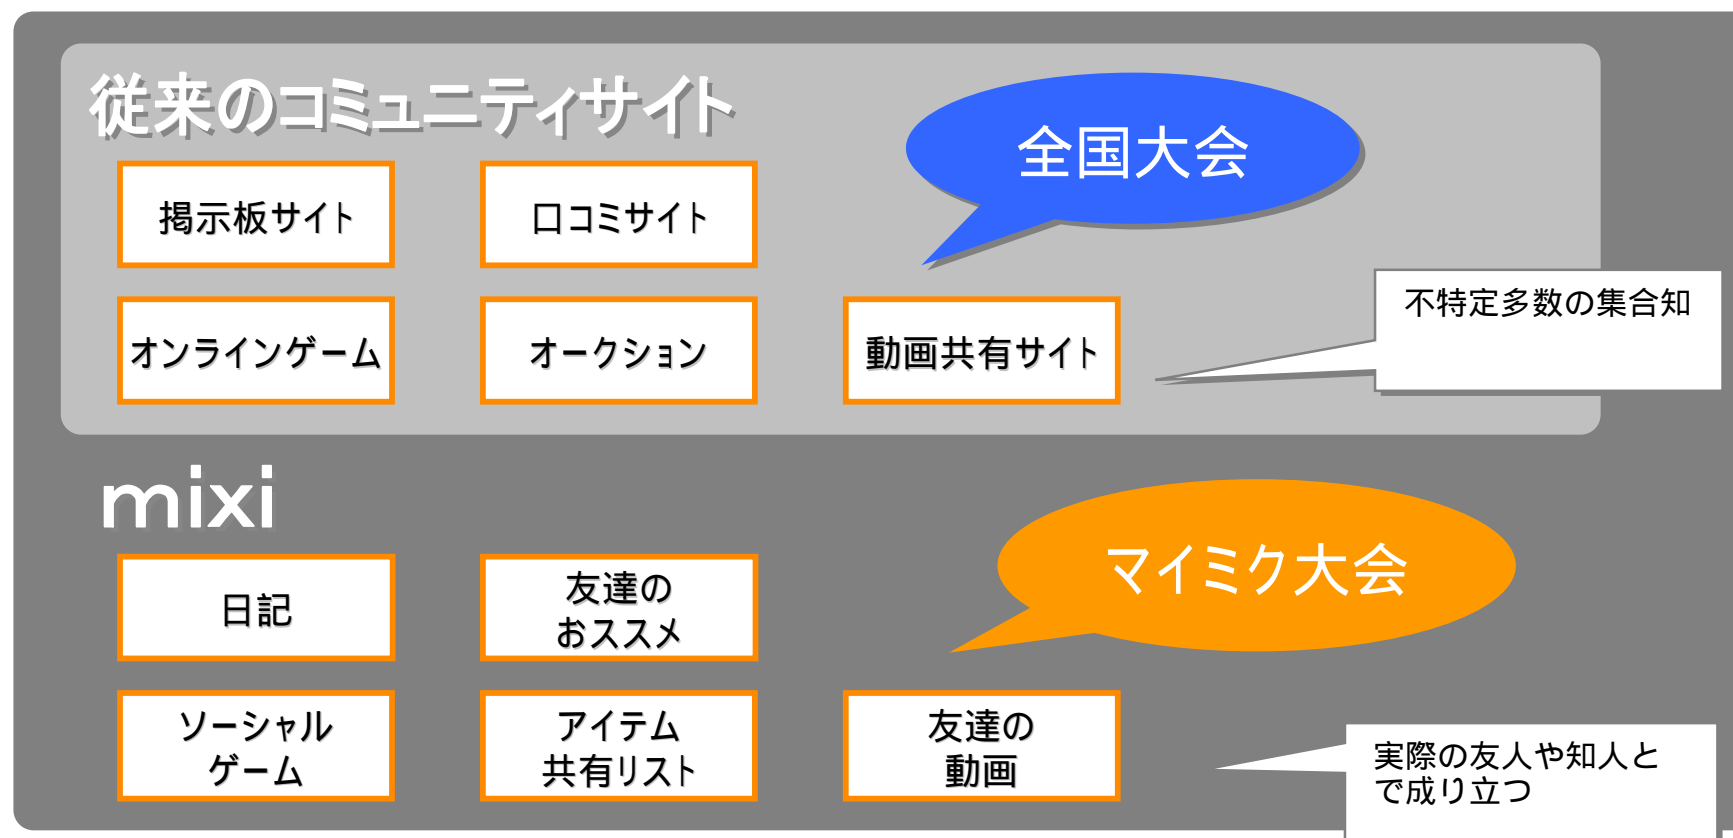 従来のコミュニティサイト
全国大会
掲示板サイト
口コミサイト
オンラインゲーム
オークション
動画共有サイト
不特定多数の集合知
mixi
マイミク大会
日記
友達の
おススメ
ソーシャル
ゲーム
アイテム
共有リスト
友達の
動画
実際の友人や知人と
で成り立つ